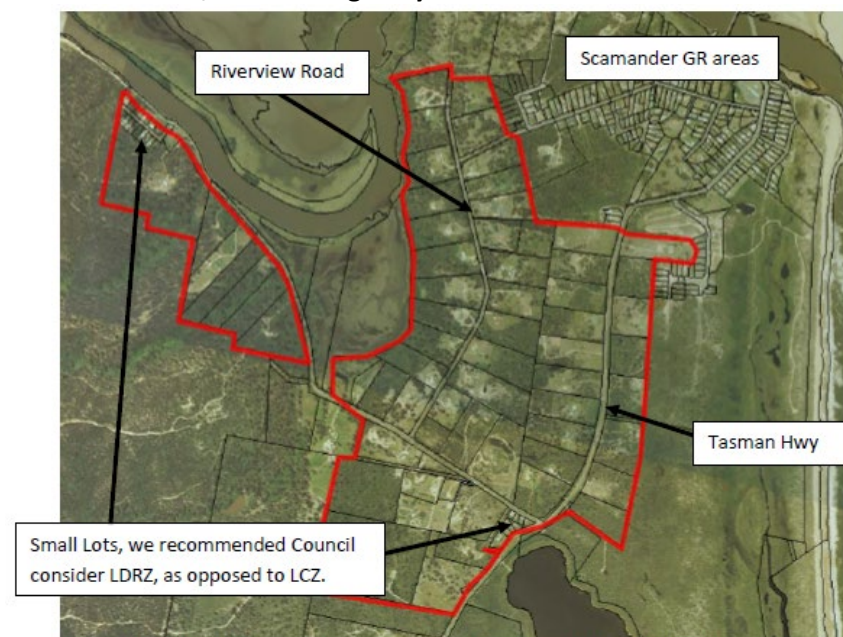 Riverview Road
Scamander GR areas
Tasman Hwy
Small Lots, we recommended Council
consider LDRZ, as opposed to LCZ.